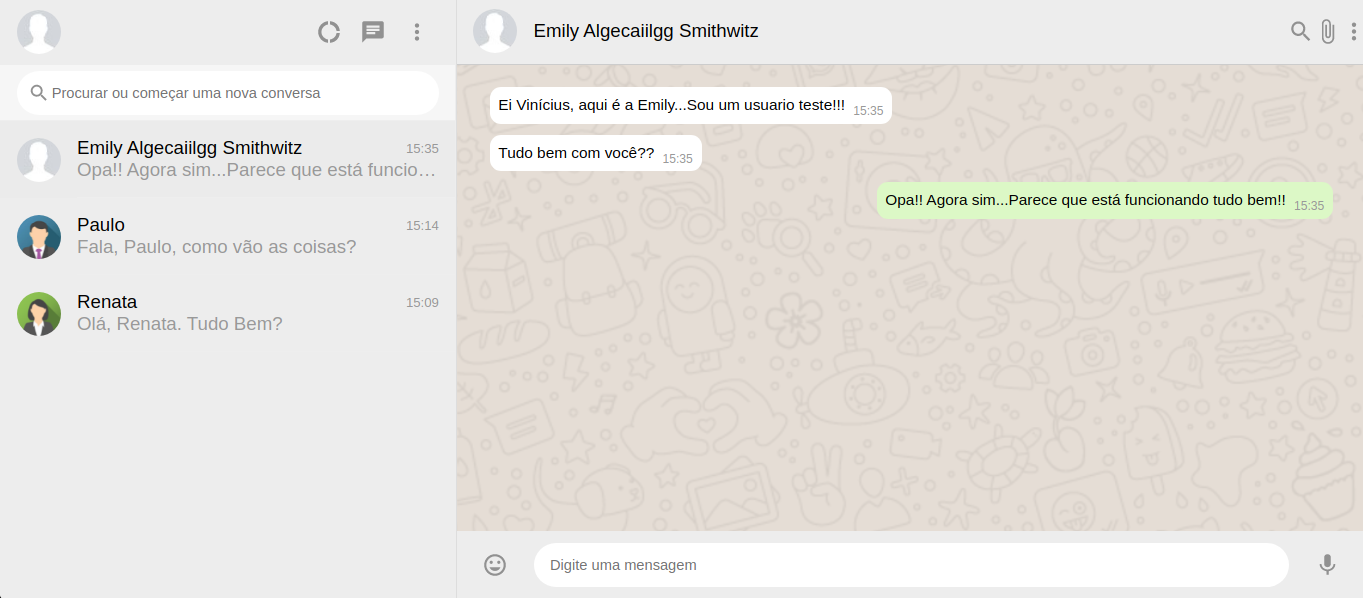 Procurar ou começar uma nova conversa
Emily Algecaiilgg Smithwitz 15:35
Opa!! Agora sim...Parece que está funcio…
Paulo 15:14
Fala, Paulo, como vão as coisas?
Renata 15:09
Olá, Renata. Tudo Bem?
Emily Algecaiilgg Smithwitz
Ei Vinícius, aqui é a Emily...Sou um usuario teste!!! 15:35
Tudo bem com você?? 15:35
Opa!! Agora sim...Parece que está funcionando tudo bem!! 15:35
Digite uma mensagem